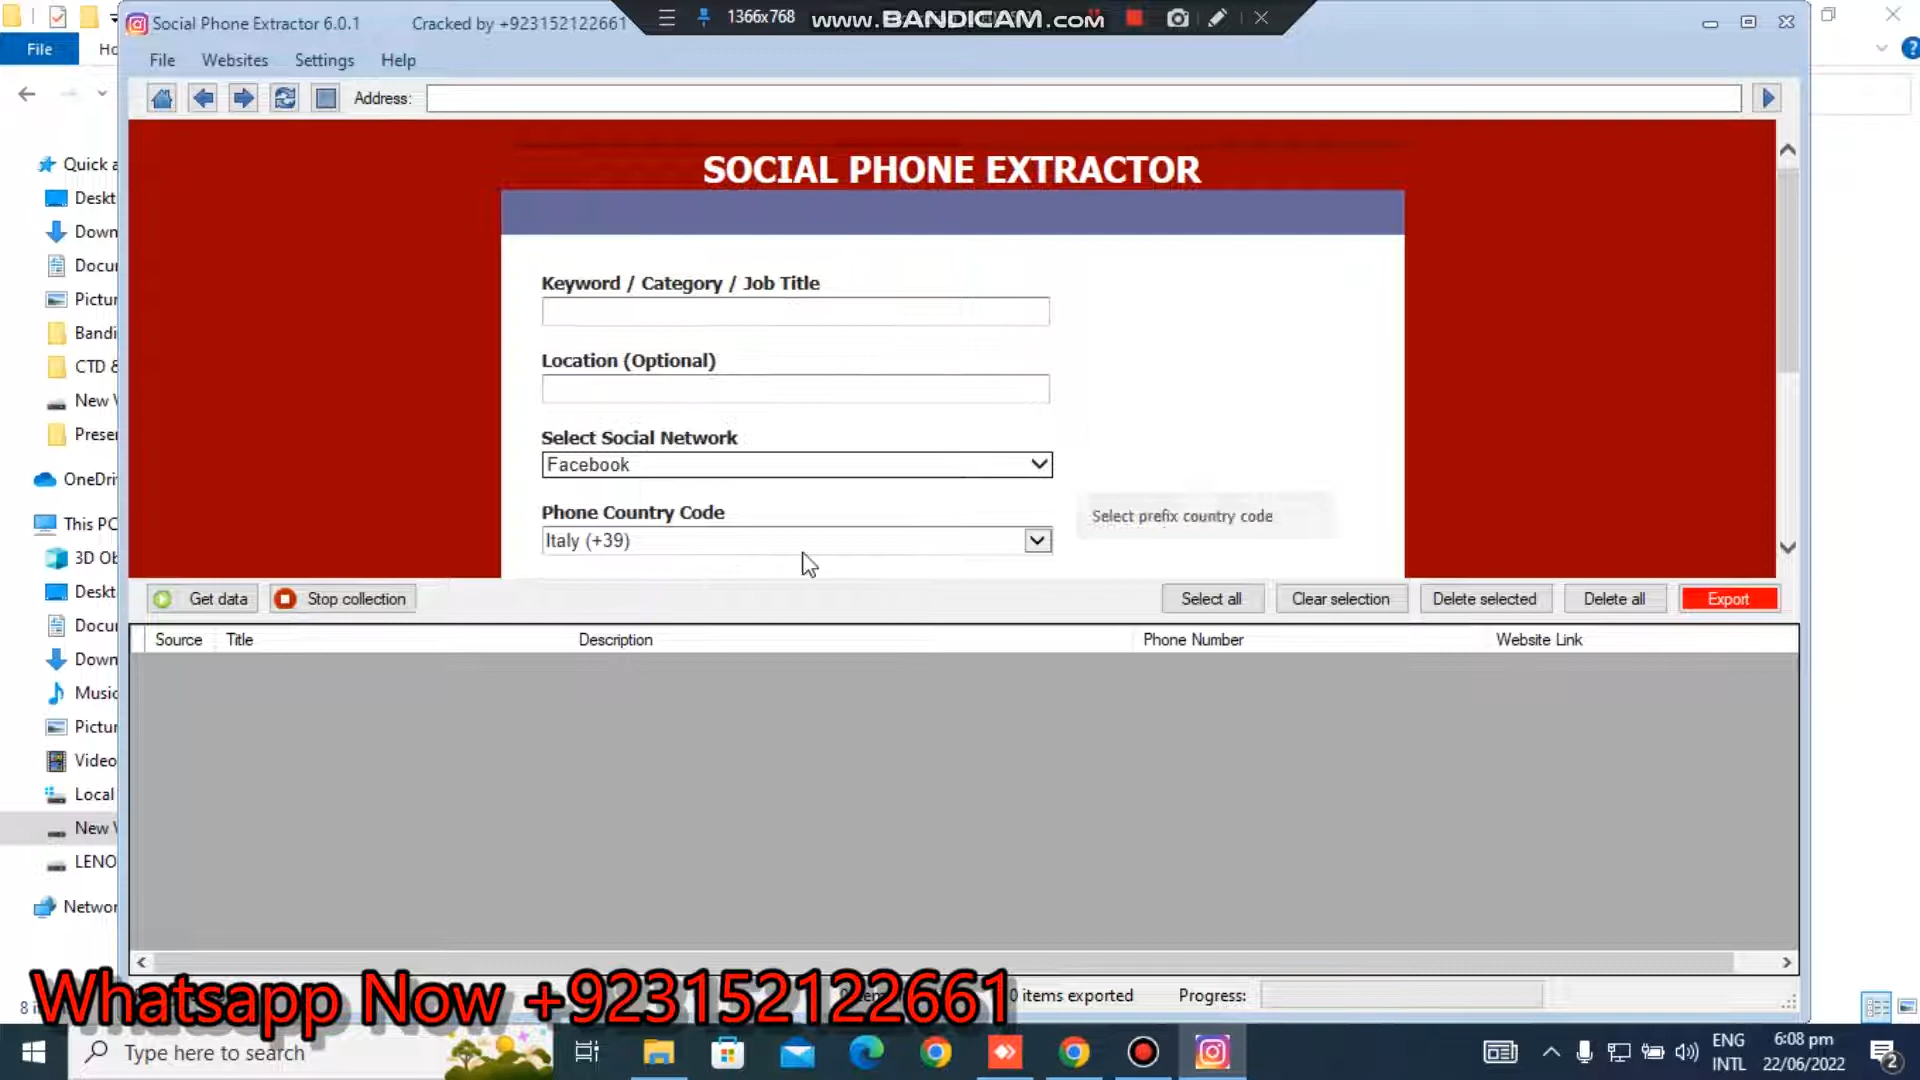 Social Phone Extractor 6.0.1 Cracked by +923152122661
1366x768 www.BANDICAM.com
File
File Websites Settings Help
Address:
SOCIAL PHONE EXTRACTOR
Keyword / Category / Job Title
Location (Optional)
Select Social Network
Facebook
Phone Country Code
Italy (+39)
Select prefix country code
Get data Stop collection Select all Clear selection Delete selected Delete all Export
Source Title Description Phone Number Website Link
Quick a
Deskt
Down
Docu
Pictur
Bandi
CTD &
New
Preser
OneDri
This PC
3D Ob
Deskt
Docu
Down
Music
Pictur
Video
Local
New
LENO
Networ
0 items exported Progress:
Whatsapp Now +923152122661
Type here to search
ENG
INTL
6:08 pm
22/06/2022
2